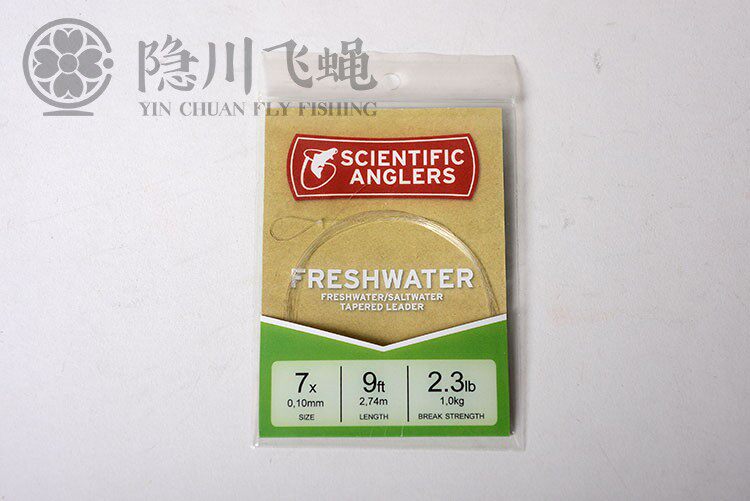 隐川飞蝇
YIN CHUAN FLY FISHING
SCIENTIFIC
ANGLERS
FRESHWATER
FRESHWATER/SALTWATER
TAPERED LEADER
7x
0,10mm
SIZE
9ft
2,74m
LENGTH
2.3lb
1,0kg
BREAK STRENGTH